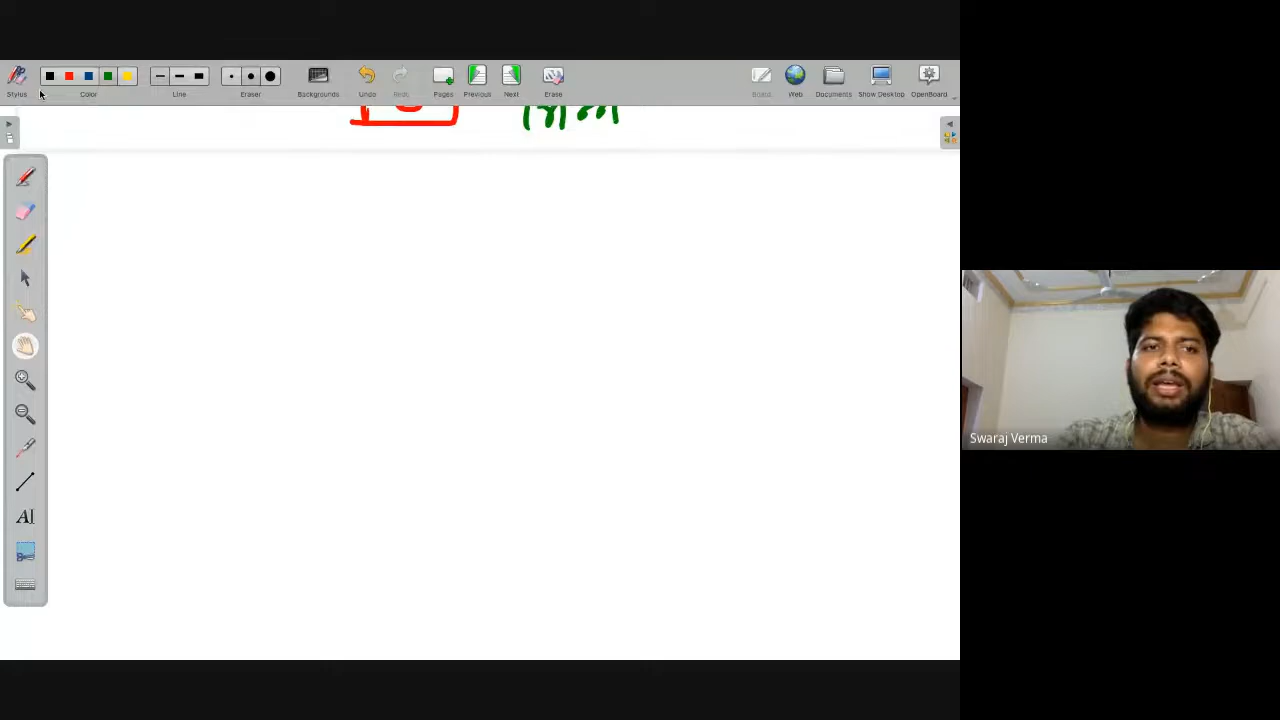 Stylus Color Line Eraser Backgrounds Undo Redo Pages Previous Next Erase Board Web Documents Show Desktop OpenBoard
AI
Swaraj Verma